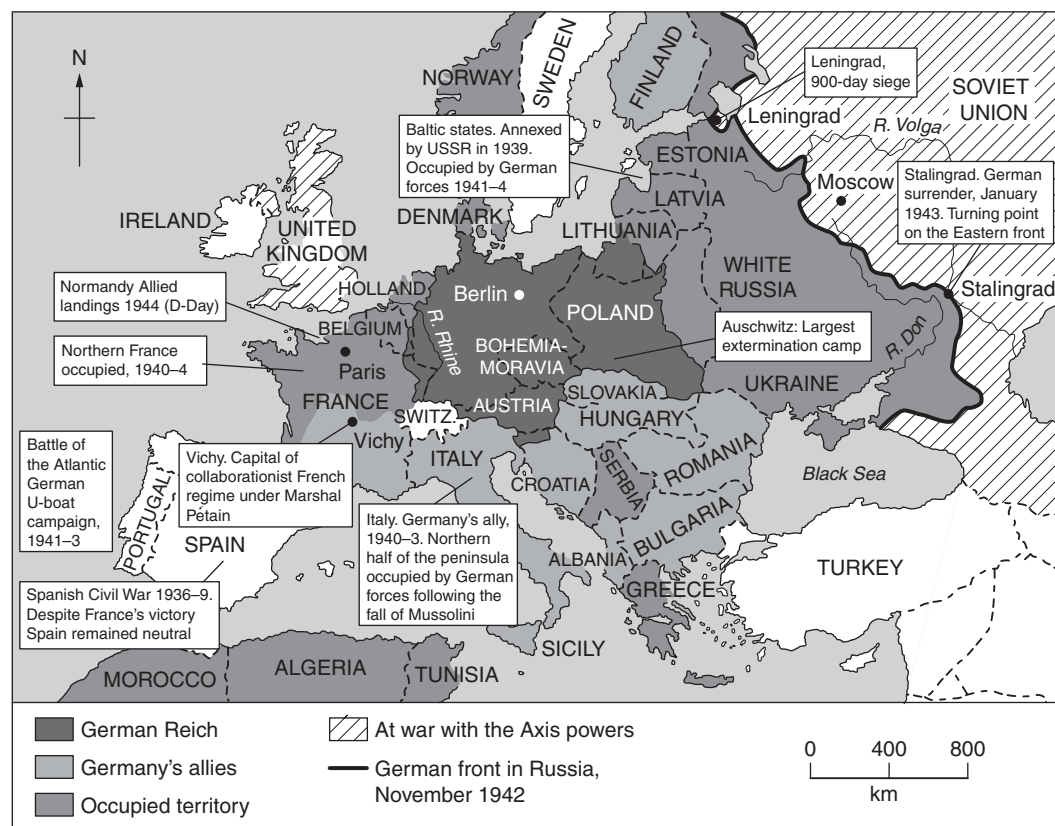 N
NORWAY
SWEDEN
FINLAND
Leningrad,
900-day siege
SOVIET
UNION
Leningrad
R. Volga
Baltic states. Annexed
by USSR in 1939.
Occupied by German
forces 1941–4
ESTONIA
Moscow
Stalingrad. German
surrender, January
1943. Turning point
on the Eastern front
LATVIA
IRELAND
UNITED
KINGDOM
DENMARK
LITHUANIA
WHITE
RUSSIA
Stalingrad
Normandy Allied
landings 1944 (D-Day)
HOLLAND
Berlin
POLAND
BELGIUM
R. Rhine
Auschwitz: Largest
extermination camp
R. Don
Northern France
occupied, 1940–4
Paris
BOHEMIA-
MORAVIA
UKRAINE
FRANCE
SWITZ.
AUSTRIA
SLOVAKIA
HUNGARY
Vichy
ITALY
ROMANIA
Battle of
the Atlantic
German
U-boat
campaign,
1941–3
Vichy. Capital of
collaborationist French
regime under Marshal
Pétain
CROATIA
SERBIA
Black Sea
PORTUGAL
SPAIN
Italy. Germany's ally,
1940–3. Northern
half of the peninsula
occupied by German
forces following the
fall of Mussolini
BULGARIA
ALBANIA
TURKEY
GREECE
Spanish Civil War 1936–9.
Despite France's victory
Spain remained neutral
SICILY
MOROCCO
ALGERIA
TUNISIA
German Reich
Germany's allies
Occupied territory
At war with the Axis powers
German front in Russia,
November 1942
0 400 800
km